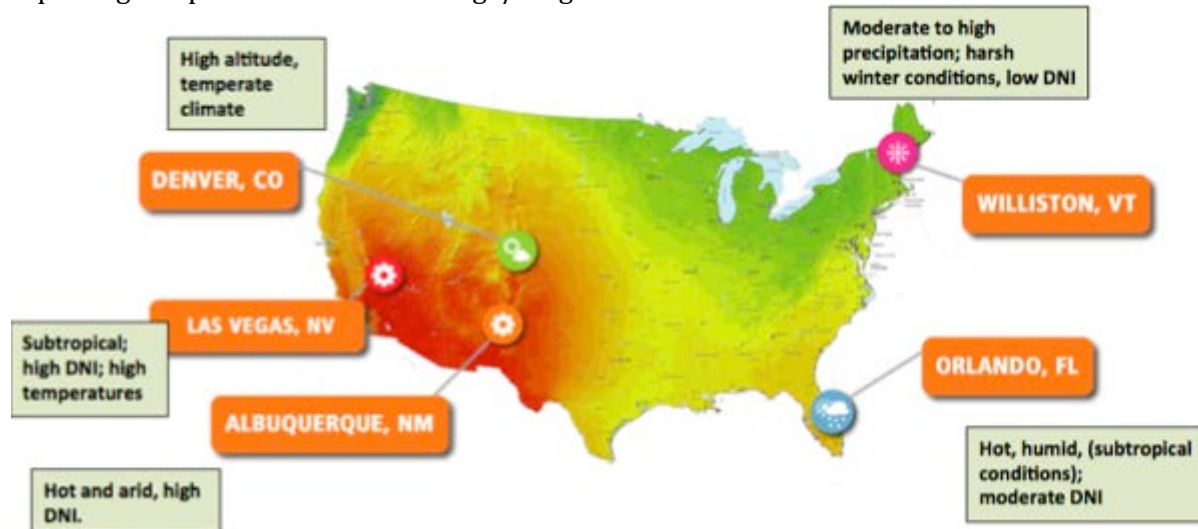 High altitude,
temperate
climate
Moderate to high
precipitation; harsh
winter conditions, low DNI
DENVER, CO
WILLISTON, VT
LAS VEGAS, NV
Subtropical;
high DNI; high
temperatures
ORLANDO, FL
ALBUQUERQUE, NM
Hot, humid, (subtropical
conditions);
moderate DNI
Hot and arid, high
DNI.